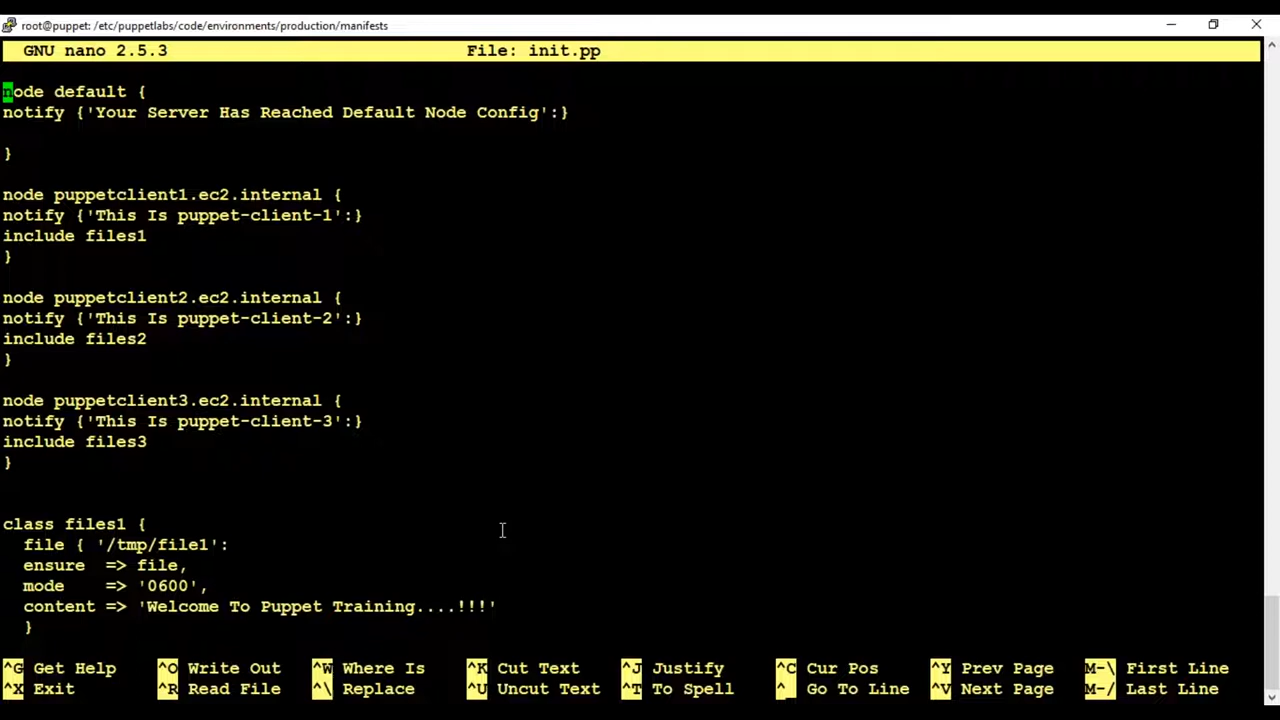 root@puppet: /etc/puppetlabs/code/environments/production/manifests
GNU nano 2.5.3 File: init.pp
node default {
notify {'Your Server Has Reached Default Node Config':}
}
node puppetclient1.ec2.internal {
notify {'This Is puppet-client-1':}
include files1
}
node puppetclient2.ec2.internal {
notify {'This Is puppet-client-2':}
include files2
}
node puppetclient3.ec2.internal {
notify {'This Is puppet-client-3':}
include files3
}
class files1 {
file { '/tmp/file1':
ensure => file,
mode => '0600',
content => 'Welcome To Puppet Training....!!!'
}
^G Get Help ^O Write Out ^W Where Is ^K Cut Text ^J Justify ^C Cur Pos ^Y Prev Page M-\ First Line
^X Exit ^R Read File ^\ Replace ^U Uncut Text ^T To Spell ^_ Go To Line ^V Next Page M-/ Last Line